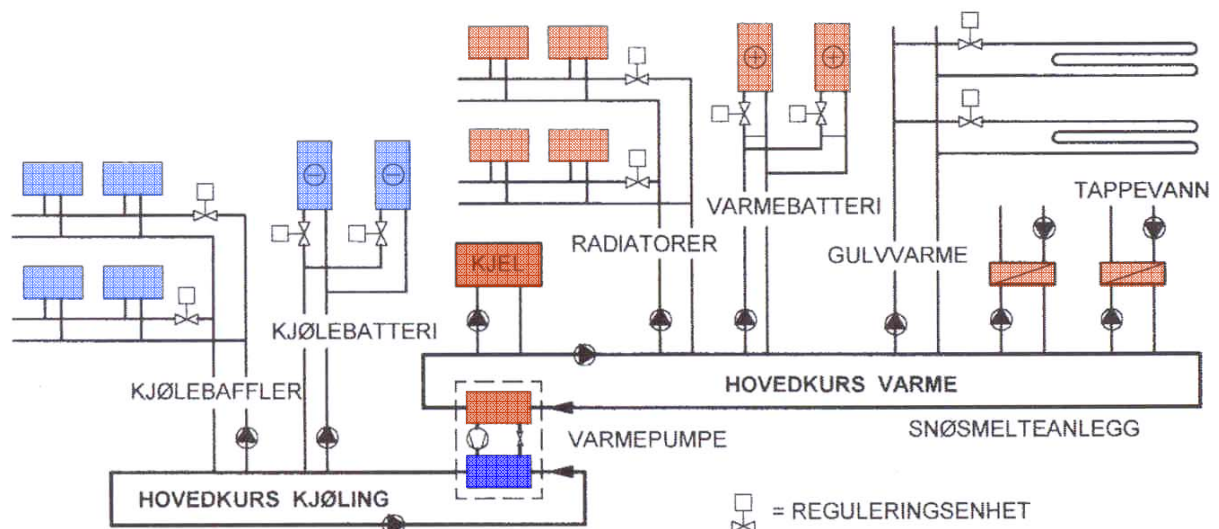 TAPPEVANN
VARMEBATTERI
RADIATORER
GULVVARME
KJEL
KJØLEBATTERI
KJØLEBAFFLER
HOVEDKURS VARME
SNØSMELTEANLEGG
VARMEPUMPE
HOVEDKURS KJØLING
= REGULERINGSENHET